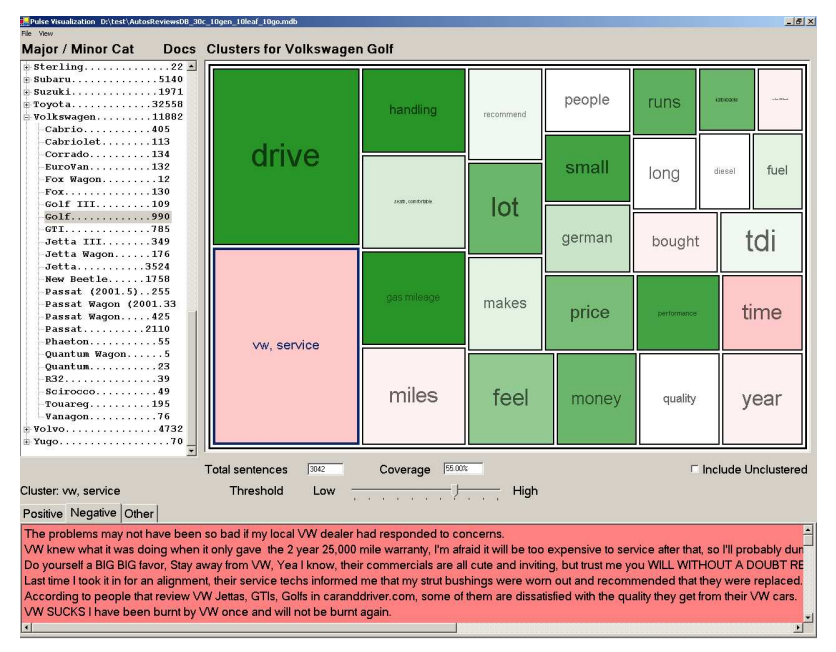 Pulse Visualization D:\test\AutosReviewsDB_30c_10gen_10leaf_10go.mdb
File View
Major / Minor Cat Docs Clusters for Volkswagen Golf
Sterling.............22
Subaru.............5140
Suzuki.............1971
Toyota............32558
Volkswagen........11882
Cabrio..........405
Cabriolet.......113
Corrado.........134
EuroVan.........132
Fox Wagon........12
Fox.............130
Golf III........109
Golf............990
GTI.............785
Jetta III.......349
Jetta Wagon.....176
Jetta..........3524
New Beetle.....1758
Passat (2001.5)..255
Passat Wagon (2001.33
Passat Wagon....425
Passat.........2110
Phaeton..........55
Quantum Wagon.....5
Quantum..........23
R32..............39
Scirocco.........49
Touareg.........195
Vanagon..........76
Volvo..............4732
Yugo.................70
drive
handling
recommend
people
runs
seats, comfortable
small
long
diesel
fuel
lot
german
bought
tdi
vw, service
gas mileage
makes
price
performance
time
miles
feel
money
quality
year
Total sentences 3042 Coverage 55.00% Include Unclustered
Cluster: vw, service Threshold Low High
Positive Negative Other
The problems may not have been so bad if my local VW dealer had responded to concerns.
VW knew what it was doing when it only gave the 2 year 25,000 mile warranty, I'm afraid it will be too expensive to service after that, so I'll probably dun
Do yourself a BIG BIG favor, Stay away from VW, Yea I know, their commercials are all cute and inviting, but trust me you WILL WITHOUT A DOUBT RE
Last time I took it in for an alignment, their service techs informed me that my strut bushings were worn out and recommended that they were replaced.
According to people that review VW Jettas, GTIs, Golfs in caranddriver.com, some of them are dissatisfied with the quality they get from their VW cars.
VW SUCKS I have been burnt by VW once and will not be burnt again.